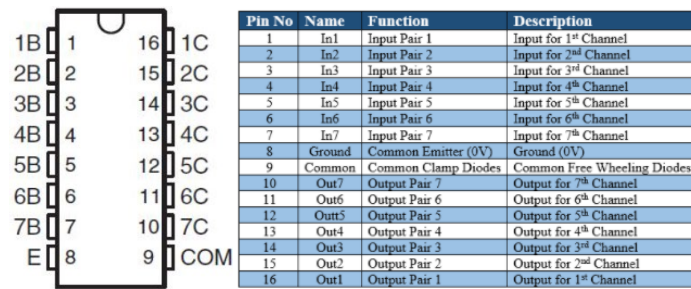 1B 1 16 1C
2B 2 15 2C
3B 3 14 3C
4B 4 13 4C
5B 5 12 5C
6B 6 11 6C
7B 7 10 7C
E 8 9 COM
Pin No Name Function Description
1 In1 Input Pair 1 Input for 1st Channel
2 In2 Input Pair 2 Input for 2nd Channel
3 In3 Input Pair 3 Input for 3rd Channel
4 In4 Input Pair 4 Input for 4th Channel
5 In5 Input Pair 5 Input for 5th Channel
6 In6 Input Pair 6 Input for 6th Channel
7 In7 Input Pair 7 Input for 7th Channel
8 Ground Common Emitter (0V) Ground (0V)
9 Common Common Clamp Diodes Common Free Wheeling Diodes
10 Out7 Output Pair 7 Output for 7th Channel
11 Out6 Output Pair 6 Output for 6th Channel
12 Outt5 Output Pair 5 Output for 5th Channel
13 Out4 Output Pair 4 Output for 4th Channel
14 Out3 Output Pair 3 Output for 3rd Channel
15 Out2 Output Pair 2 Output for 2nd Channel
16 Out1 Output Pair 1 Output for 1st Channel